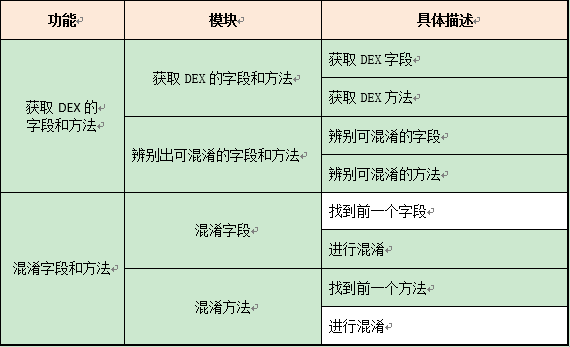 功能
模块
具体描述
获取 DEX 的
字段和方法
获取 DEX 的字段和方法
获取 DEX 字段
获取 DEX 方法
辨别出可混淆的字段和方法
辨别可混淆的字段
辨别可混淆的方法
混淆字段和方法
混淆字段
找到前一个字段
进行混淆
混淆方法
找到前一个方法
进行混淆